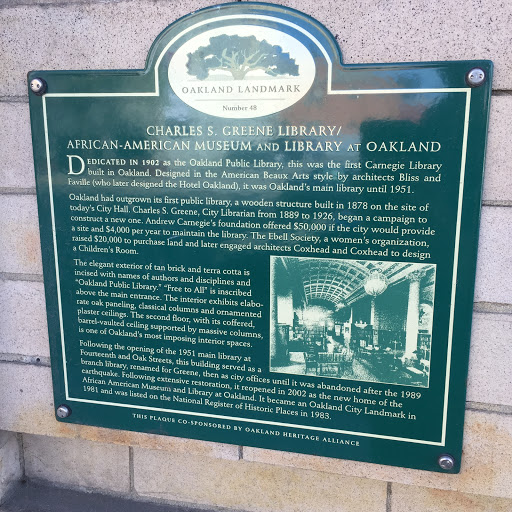 OAKLAND LANDMARK
Number 48
CHARLES S. GREENE LIBRARY/
AFRICAN-AMERICAN MUSEUM AND LIBRARY AT OAKLAND
DEDICATED IN 1902 as the Oakland Public Library, this was the first Carnegie Library
built in Oakland. Designed in the American Beaux Arts style by architects Bliss and
Faville (who later designed the Hotel Oakland), it was Oakland's main library until 1951.
Oakland had outgrown its first public library, a wooden structure built in 1878 on the site of
today's City Hall. Charles S. Greene, City Librarian from 1889 to 1926, began a campaign to
construct a new one. Andrew Carnegie's foundation offered $50,000 if the city would provide
a site and $4,000 per year to maintain the library. The Ebell Society, a women's organization,
raised $20,000 to purchase land and later engaged architects Coxhead and Coxhead to design
a Children's Room.
The elegant exterior of tan brick and terra cotta is
incised with names of authors and disciplines and
"Oakland Public Library." "Free to All" is inscribed
above the main entrance. The interior exhibits elabo-
rate oak paneling, classical columns and ornamented
plaster ceilings. The second floor, with its coffered,
barrel-vaulted ceiling supported by massive columns,
is one of Oakland's most imposing interior spaces.
Following the opening of the 1951 main library at
Fourteenth and Oak Streets, this building served as a
branch library, renamed for Greene, then as city offices until it was abandoned after the 1989
earthquake. Following extensive restoration, it reopened in 2002 as the new home of the
African American Museum and Library at Oakland. It became an Oakland City Landmark in
1981 and was listed on the National Register of Historic Places in 1983.
THIS PLAQUE CO-SPONSORED BY OAKLAND HERITAGE ALLIANCE